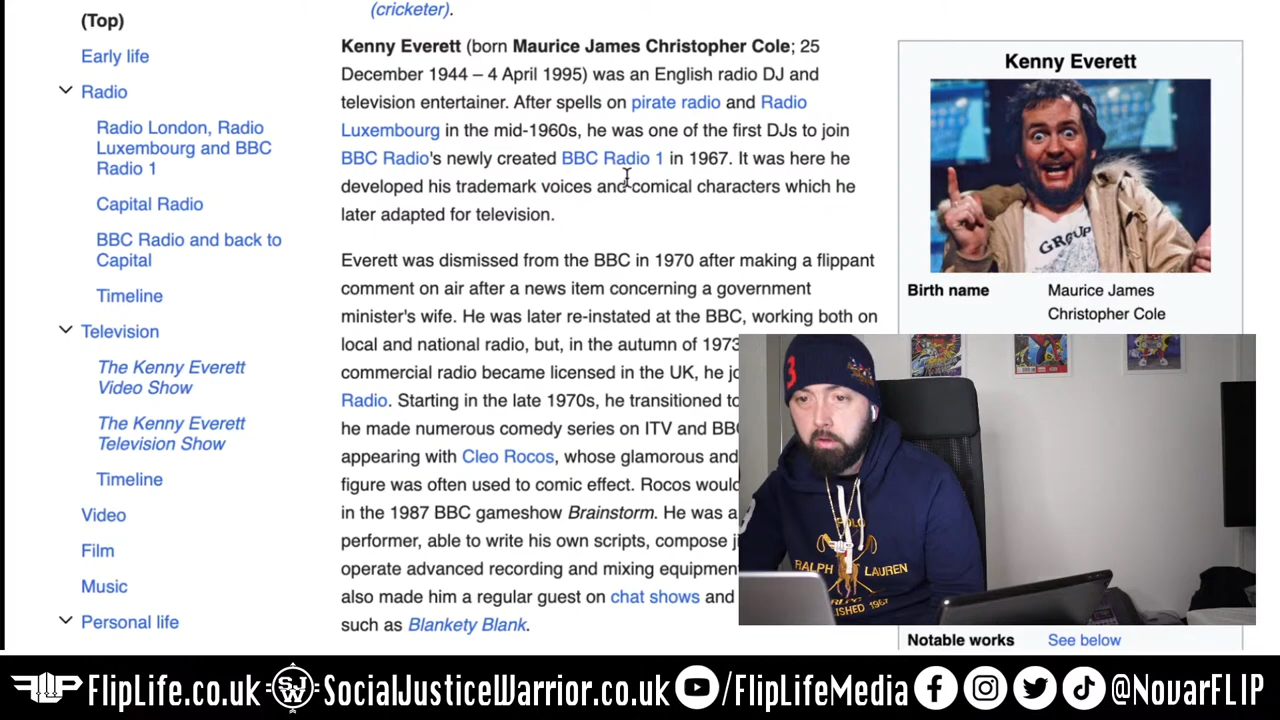 (cricketer).
(Top)
Early life
Radio
Radio London, Radio
Luxembourg and BBC
Radio 1
Capital Radio
BBC Radio and back to
Capital
Timeline
Television
The Kenny Everett
Video Show
The Kenny Everett
Television Show
Timeline
Video
Film
Music
Personal life
Kenny Everett (born Maurice James Christopher Cole; 25
December 1944 – 4 April 1995) was an English radio DJ and
television entertainer. After spells on pirate radio and Radio
Luxembourg in the mid-1960s, he was one of the first DJs to join
BBC Radio's newly created BBC Radio 1 in 1967. It was here he
developed his trademark voices and comical characters which he
later adapted for television.
Everett was dismissed from the BBC in 1970 after making a flippant
comment on air after a news item concerning a government
minister's wife. He was later re-instated at the BBC, working both on
local and national radio, but, in the autumn of 1973
commercial radio became licensed in the UK, he jo
Radio. Starting in the late 1970s, he transitioned to
he made numerous comedy series on ITV and BBC
appearing with Cleo Rocos, whose glamorous and
figure was often used to comic effect. Rocos would
in the 1987 BBC gameshow Brainstorm. He was a
performer, able to write his own scripts, compose ji
operate advanced recording and mixing equipment
also made him a regular guest on chat shows and
such as Blankety Blank.
Kenny Everett
GROUP
Birth name Maurice James
Christopher Cole
3
POLO
RALPH LAUREN
Notable works See below
FLIP FlipLife.co.uk SJW SocialJusticeWarrior.co.uk /FlipLifeMedia @NovarFLIP